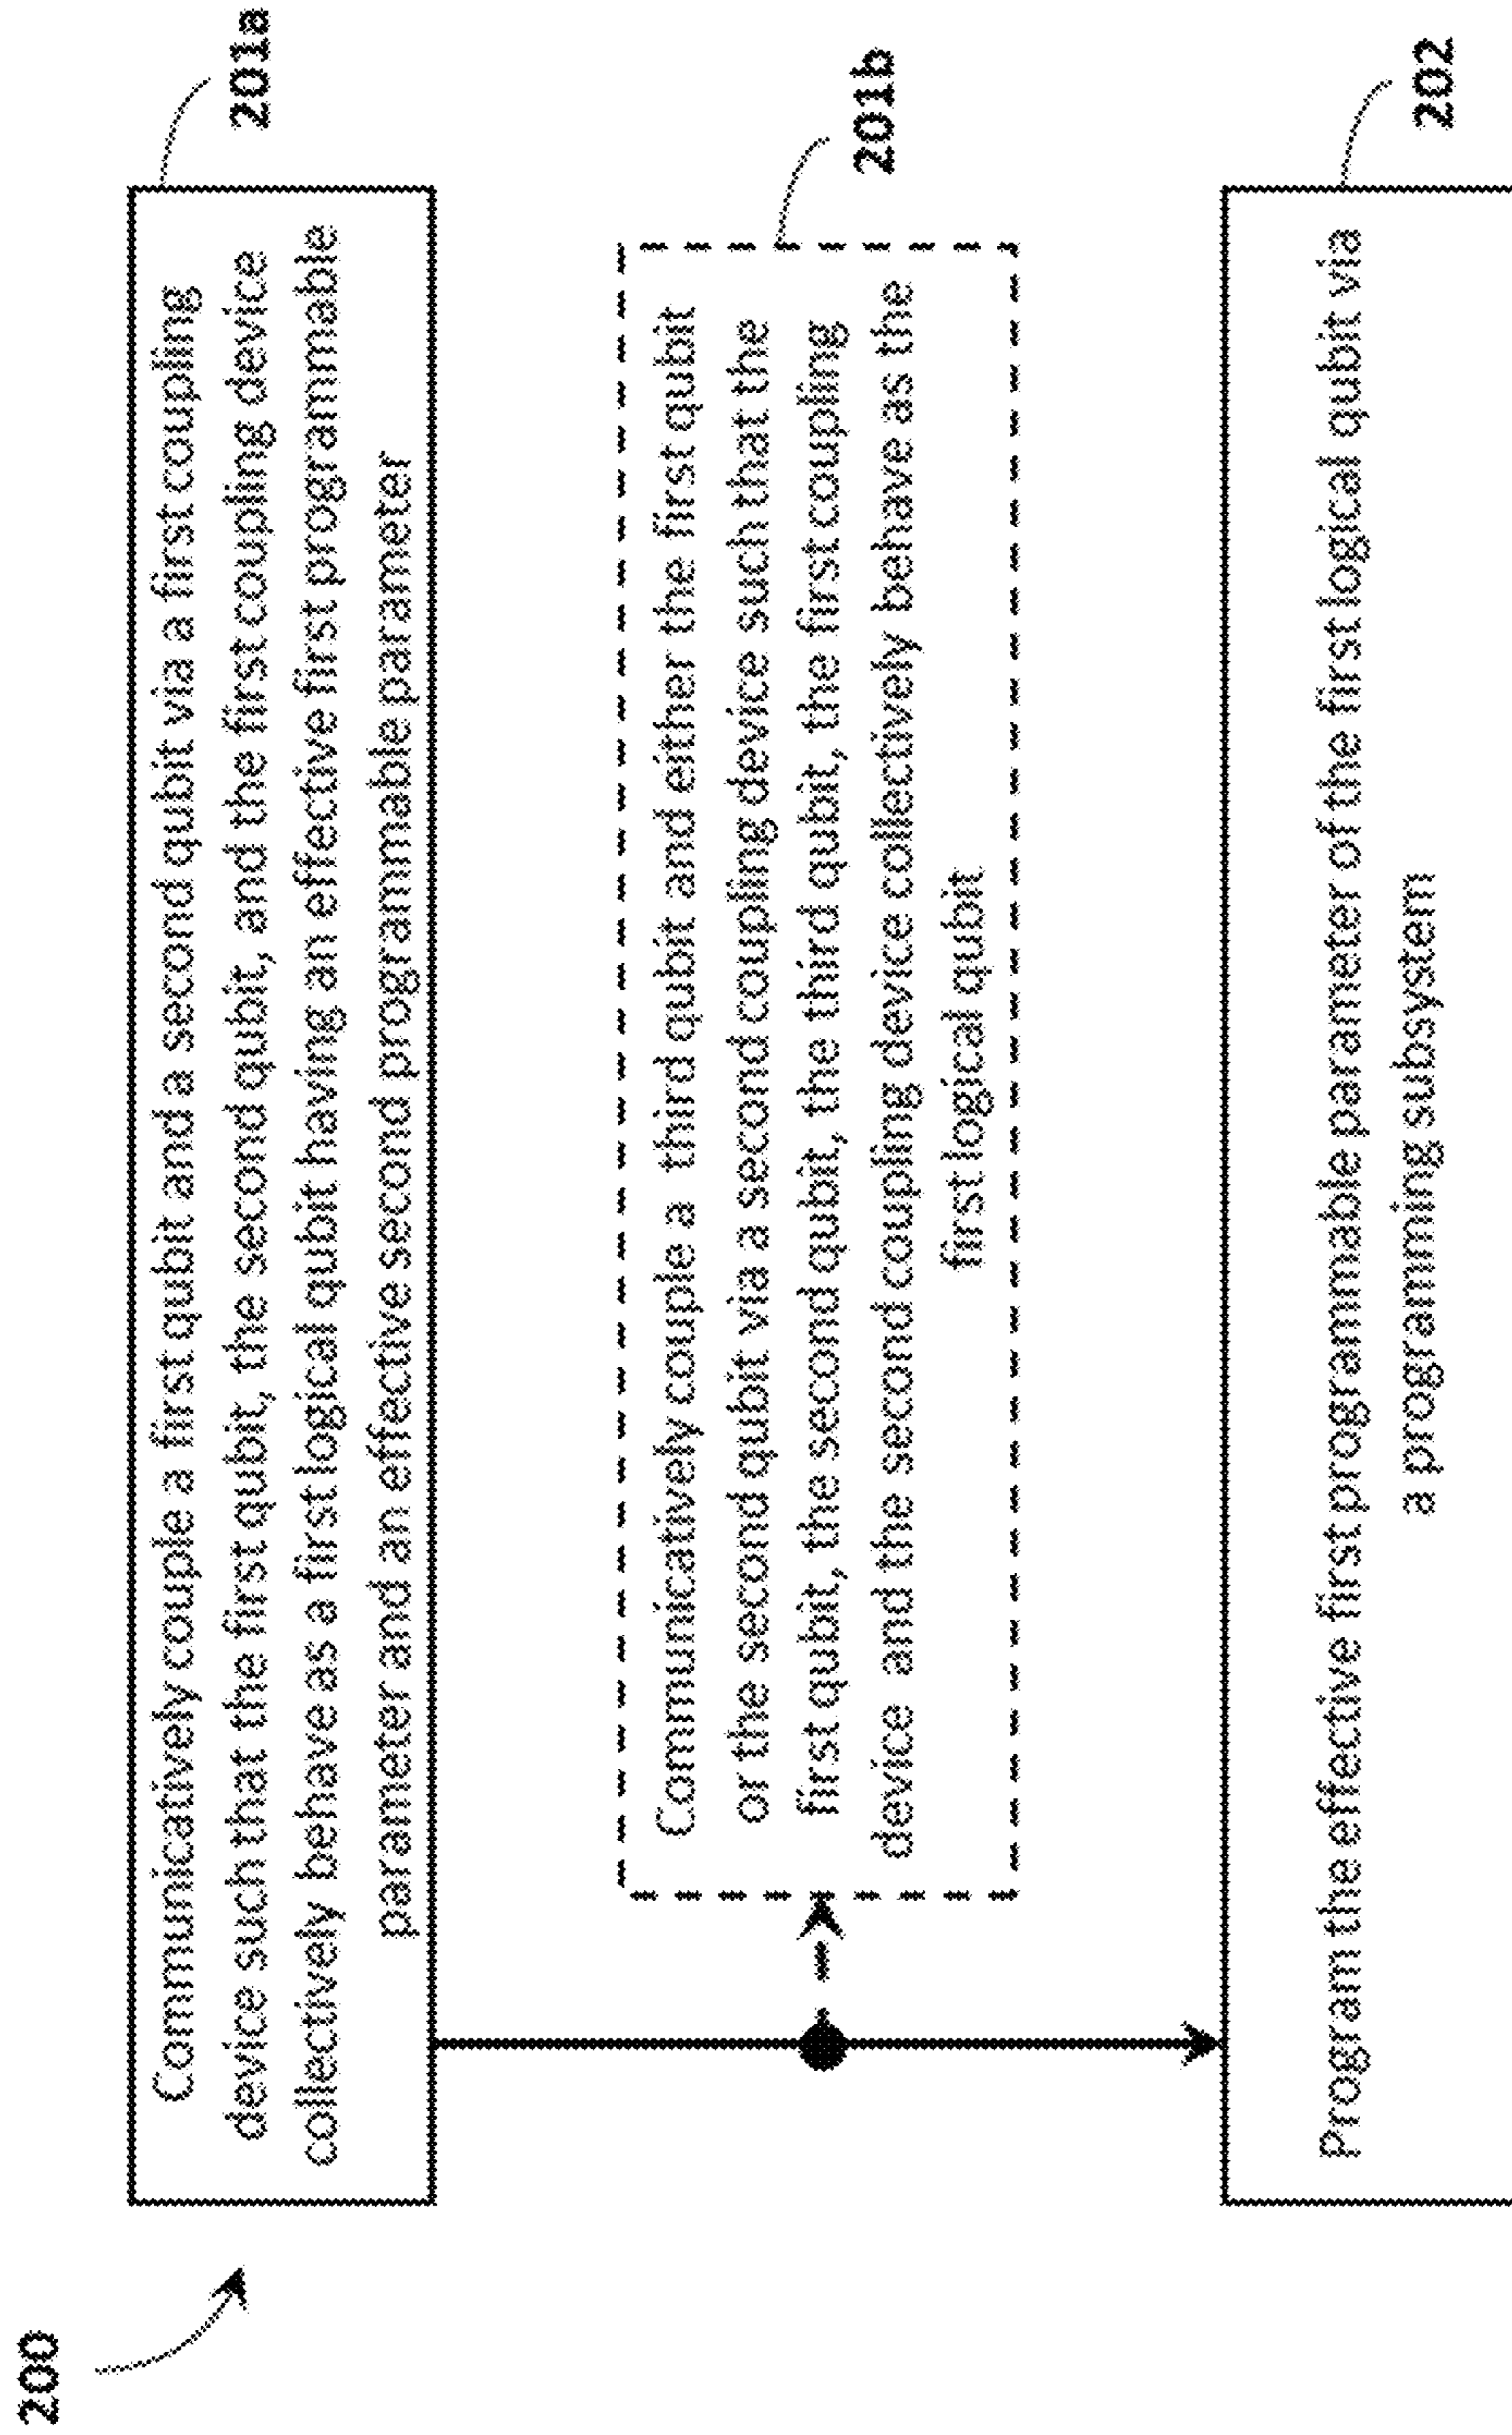 200
201a
Communicatively couple a first qubit and a second qubit via a first coupling
device such that the first qubit, the second qubit, and the first coupling device
collectively behave as a first logical qubit having an effective first programmable
parameter and an effective second programmable parameter
201b
Communicatively couple a third qubit and either the first qubit
or the second qubit via a second coupling device such that the
first qubit, the second qubit, the third qubit, the first coupling
device and the second coupling device collectively behave as the
first logical qubit
202
Program the effective first programmable parameter of the first logical qubit via
a programming subsystem